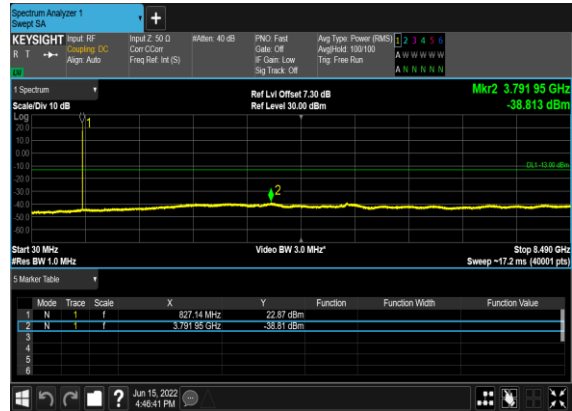 Spectrum Analyzer 1
Swept SA
+
KEYSIGHT Input: RF Input Z: 50 Ω #Atten: 40 dB PNO: Fast Avg Type: Power (RMS) 1 2 3 4 5 6
R T Coupling: DC Corr CCorr Gate: Off Avg|Hold: 100/100 A W W W W W
Align: Auto Freq Ref: Int (S) IF Gain: Low Trig: Free Run
Sig Track: Off A N N N N N
1 Spectrum Ref Lvl Offset 7.30 dB Mkr2 3.791 95 GHz
Scale/Div 10 dB Ref Level 30.00 dBm -38.813 dBm
Log
20.0
10.0
0.00
-10.0
-20.0
-30.0
-40.0
-50.0
-60.0
1
2
DL1 -13.00 dBm
Start 30 MHz Video BW 3.0 MHz* Stop 8.490 GHz
#Res BW 1.0 MHz Sweep ~17.2 ms (40001 pts)
5 Marker Table
Mode Trace Scale X Y Function Function Width Function Value
1 N 1 f 827.14 MHz 22.87 dBm
2 N 1 f 3.791 95 GHz -38.81 dBm
3
4
5
6
? Jun 15, 2022
4:46:41 PM